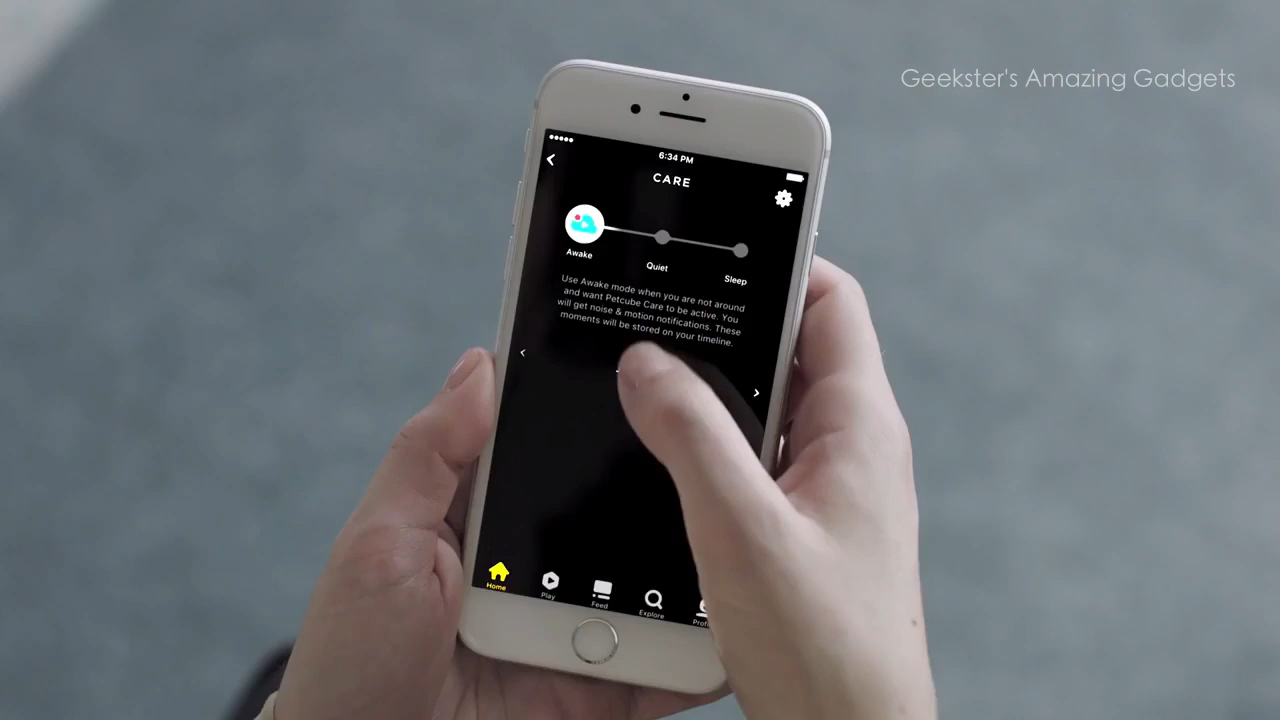 Geekster's Amazing Gadgets
6:34 PM
CARE
Awake
Quiet
Sleep
Use Awake mode when you are not around
and want Petcube Care to be active. You
will get noise & motion notifications. These
moments will be stored on your timeline.
Home
Play
Feed
Explore